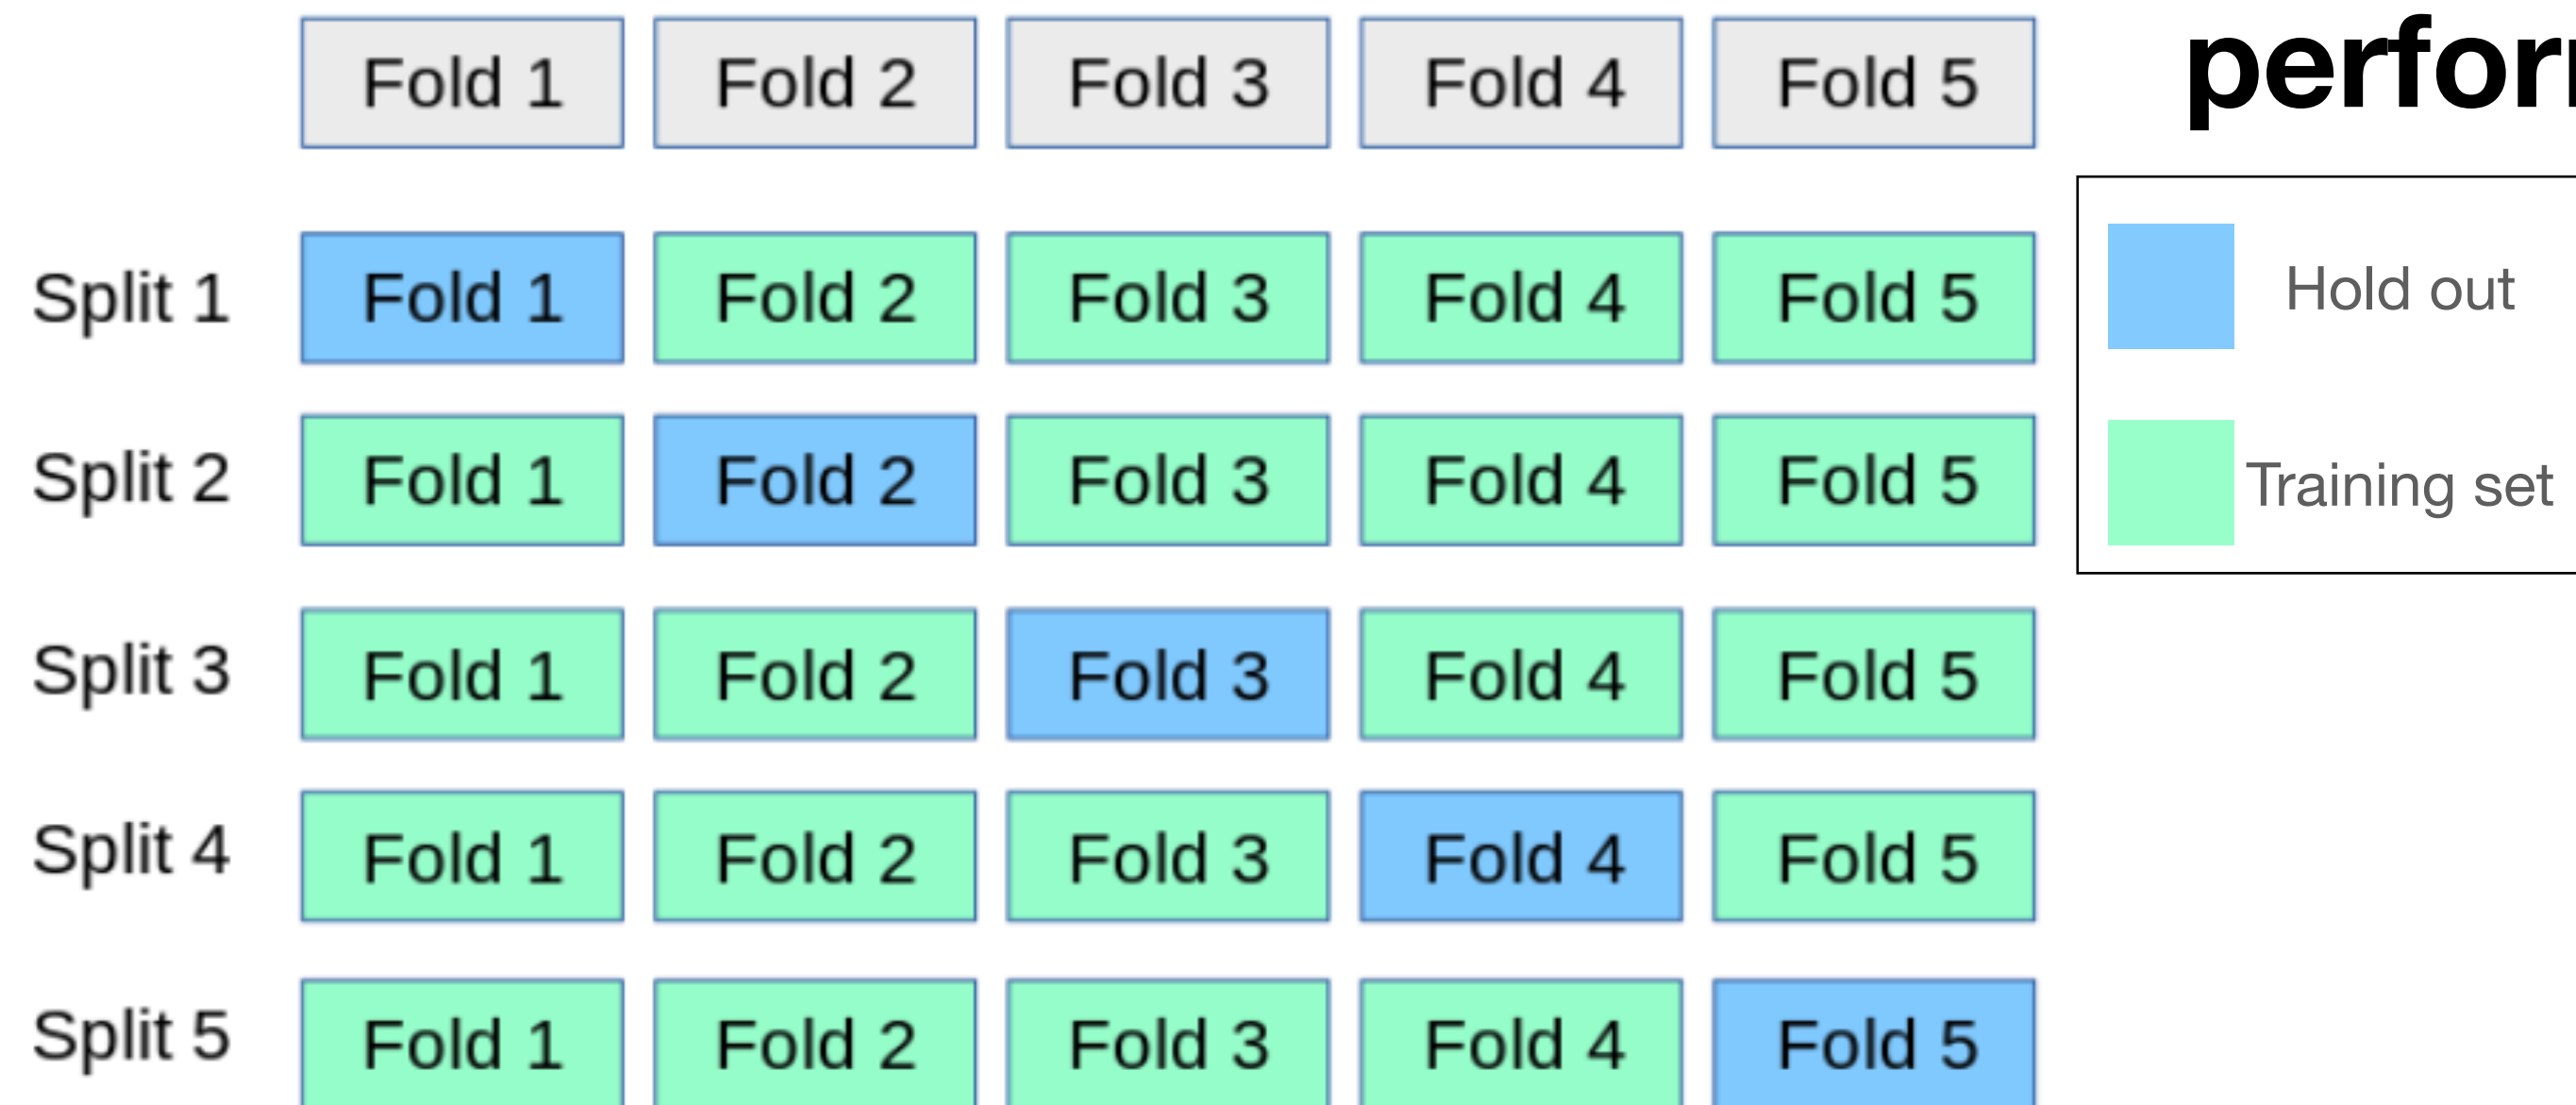 Fold 1 Fold 2 Fold 3 Fold 4 Fold 5
Split 1 Fold 1 Fold 2 Fold 3 Fold 4 Fold 5 Hold out
Split 2 Fold 1 Fold 2 Fold 3 Fold 4 Fold 5 Training set
Split 3 Fold 1 Fold 2 Fold 3 Fold 4 Fold 5
Split 4 Fold 1 Fold 2 Fold 3 Fold 4 Fold 5
Split 5 Fold 1 Fold 2 Fold 3 Fold 4 Fold 5